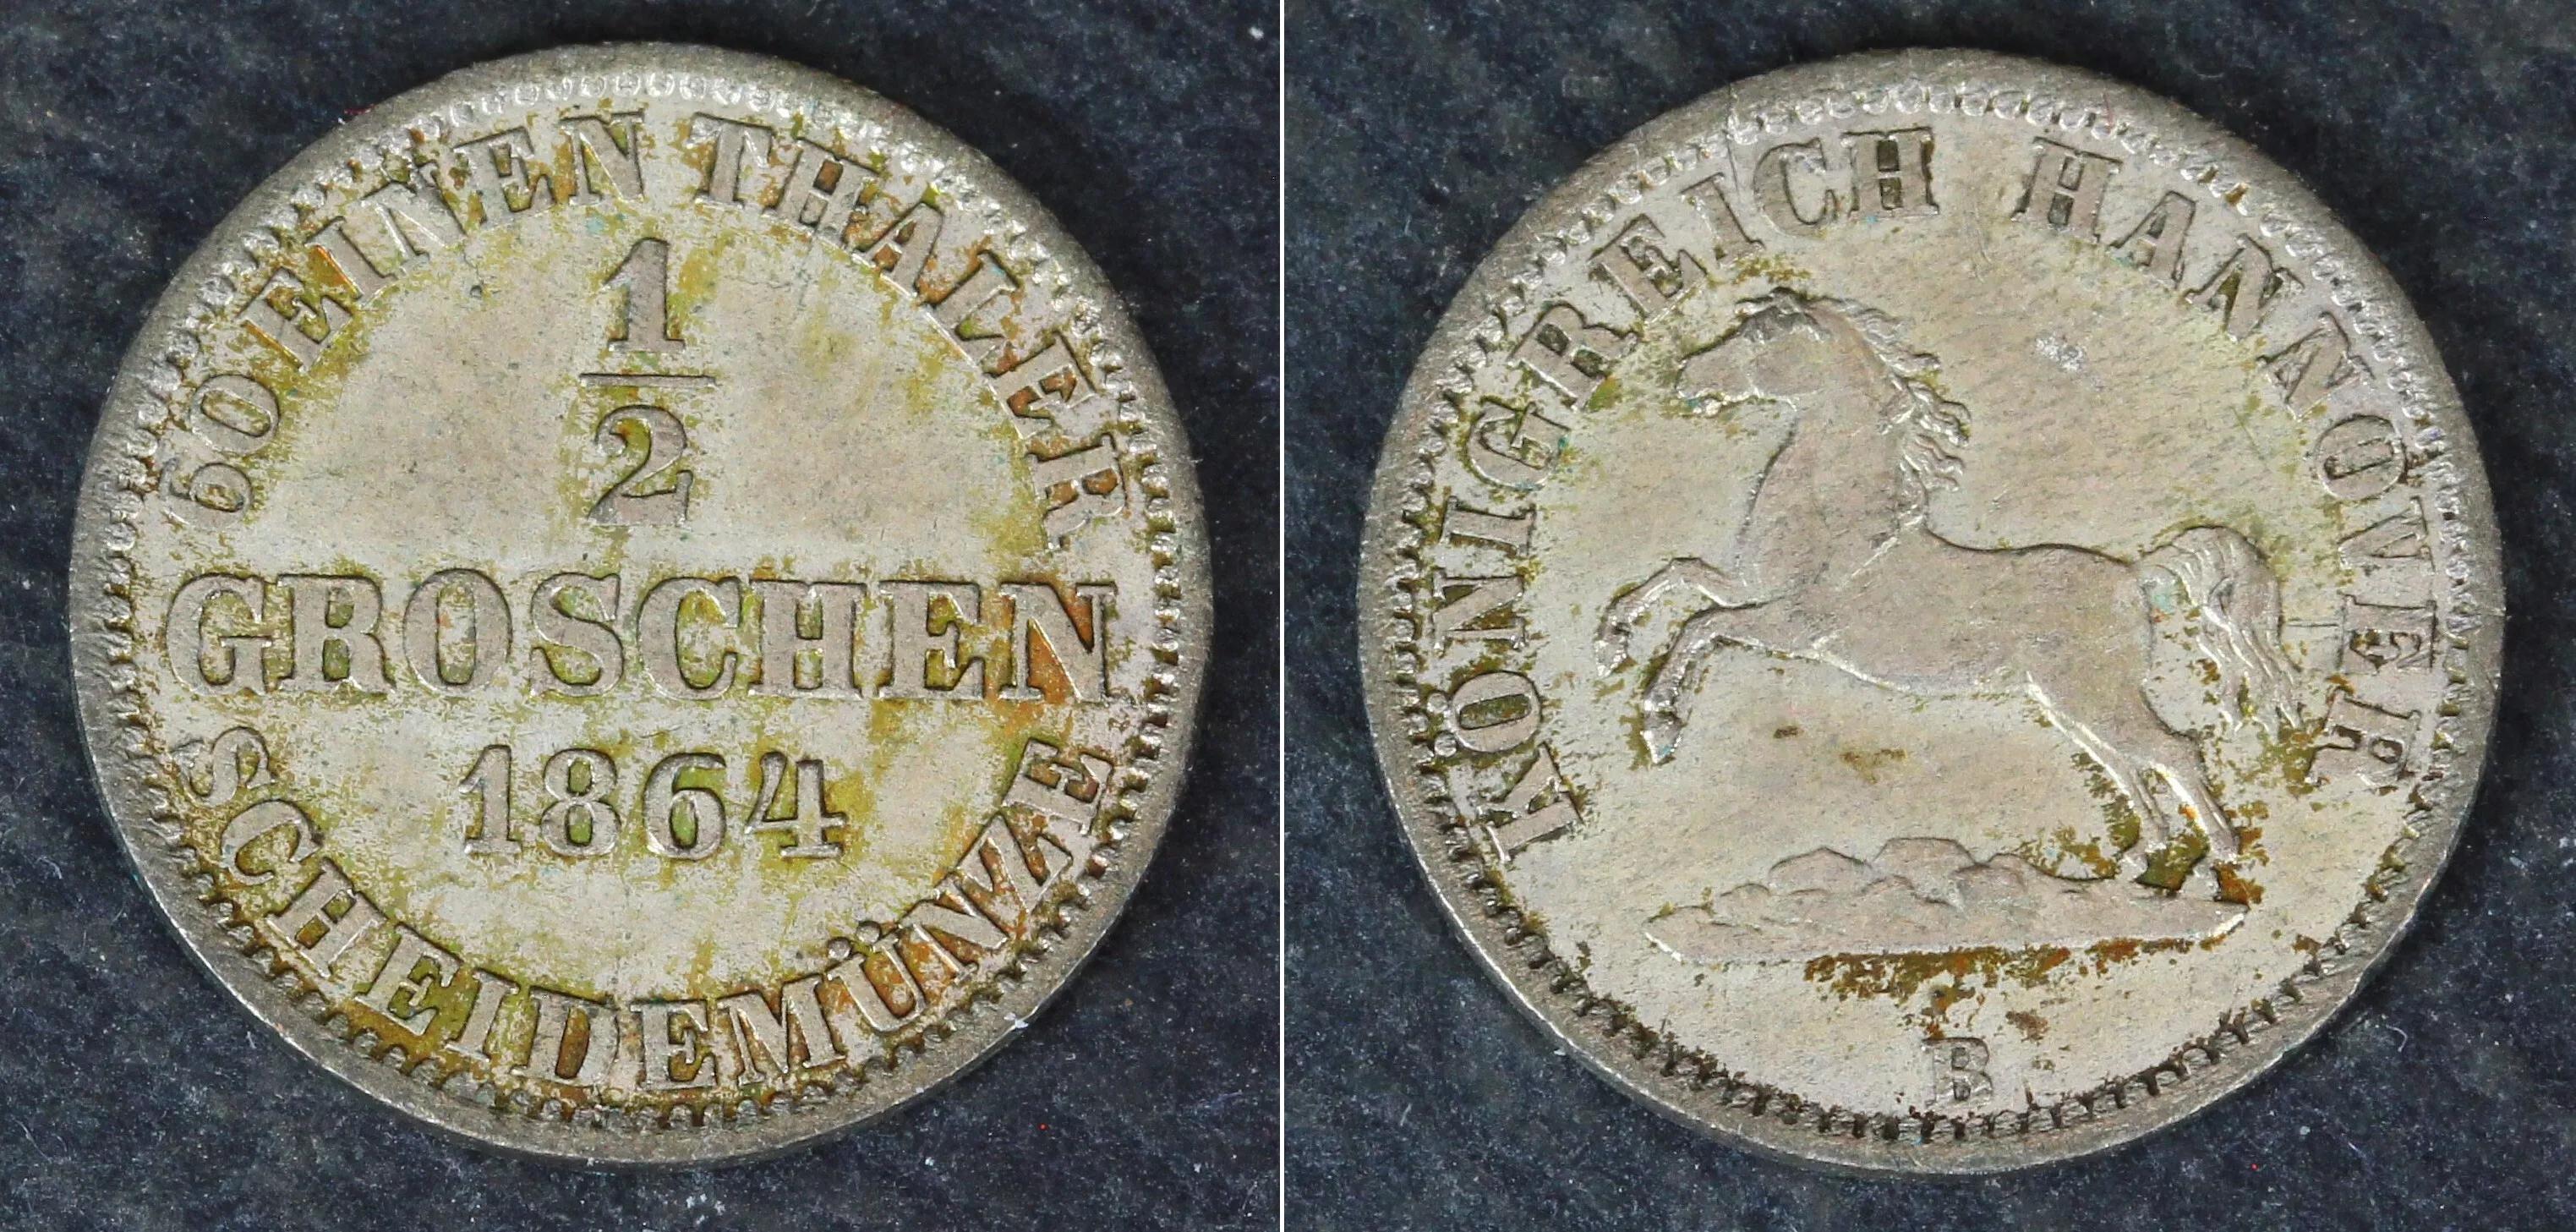 60 EINEN THALER
1
2
GROSCHEN
1864
SCHEIDEMÜNZE
KÖNIGREICH HANNOVER
B